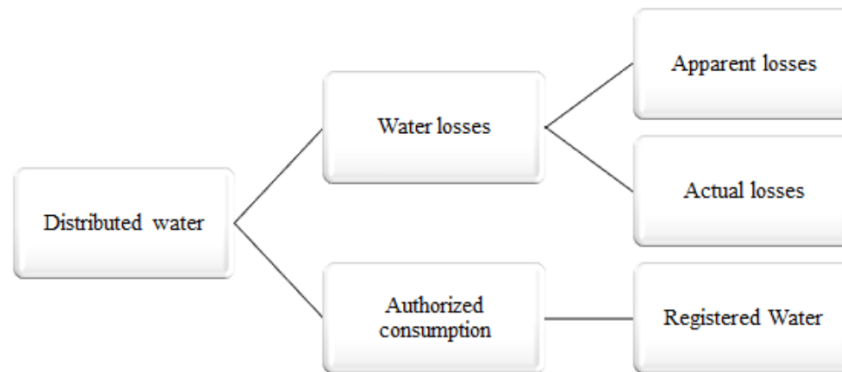 Apparent losses
Water losses
Actual losses
Distributed water
Authorized
consumption
Registered Water